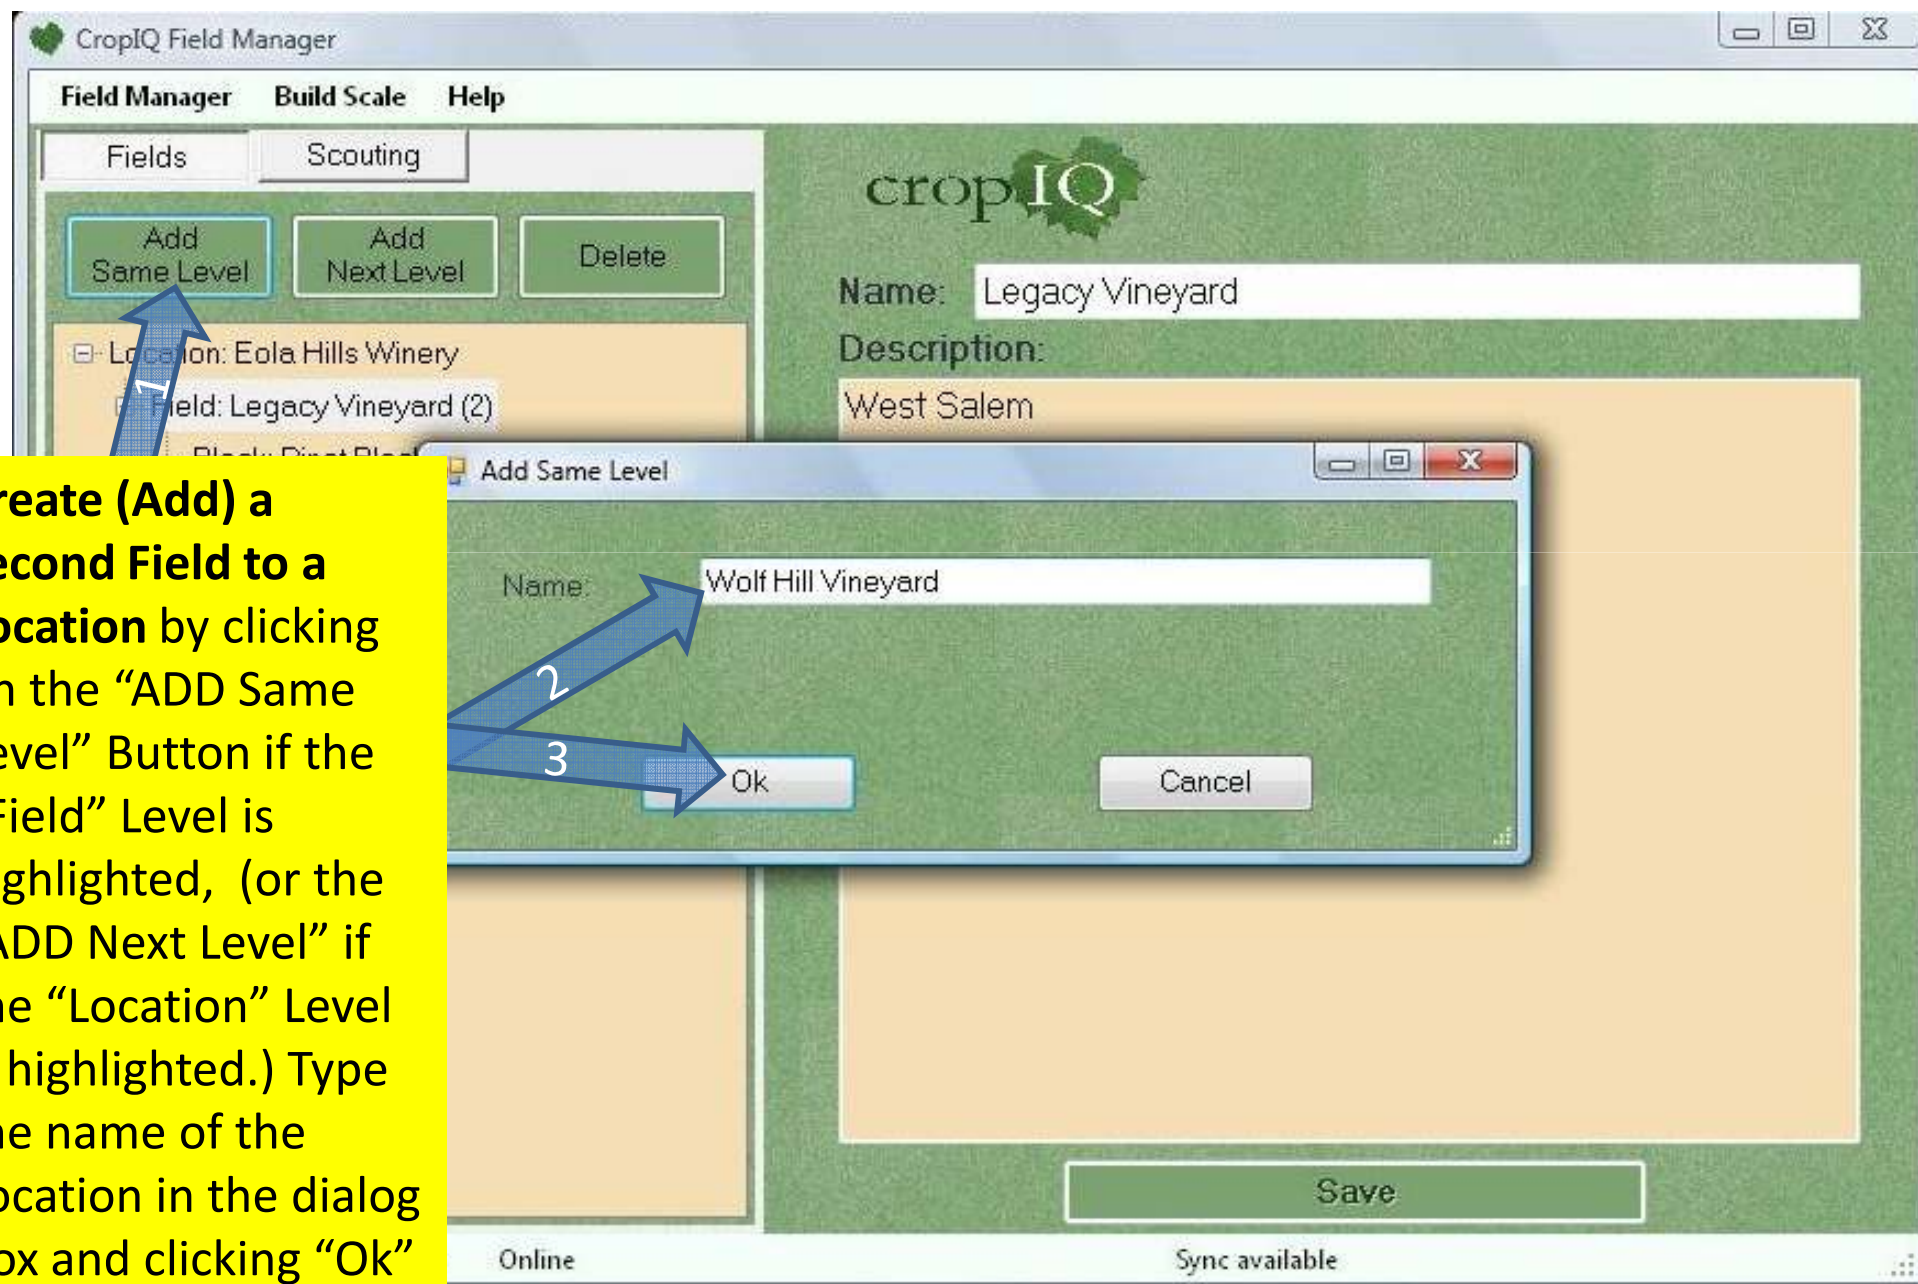 CropIQ Field Manager
Field Manager Build Scale Help
Fields Scouting
Add Same Level
Add Next Level
Delete
Location: Eola Hills Winery
Field: Legacy Vineyard (2)
cropIQ
Name: Legacy Vineyard
Description:
West Salem
Add Same Level
Name: Wolf Hill Vineyard
Ok Cancel
1
2
3
reate (Add) a
econd Field to a
ocation by clicking
n the “ADD Same
evel” Button if the
Field” Level is
ghlighted, (or the
ADD Next Level” if
he “Location” Level
highlighted.) Type
he name of the
ocation in the dialog
ox and clicking “Ok”
Save
Online Sync available